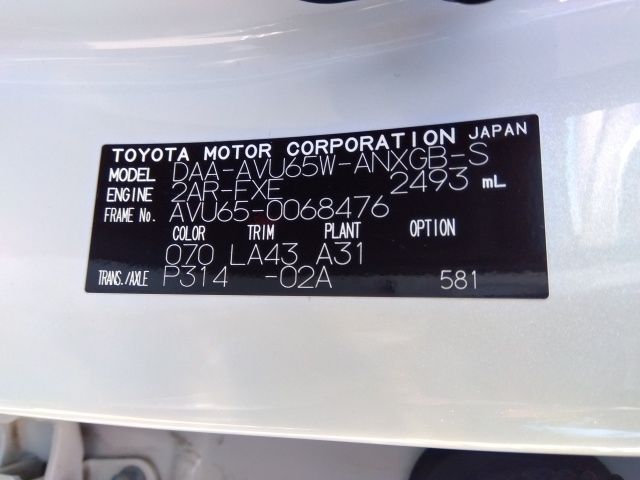 TOYOTA MOTOR CORPORATION JAPAN
MODEL DAA-AVU65W-ANXGB-S
ENGINE 2AR-FXE 2493 mL
FRAME No. AVU65-0068476
COLOR TRIM PLANT OPTION
070 LA43 A31
TRANS./AXLE P314 -02A 581